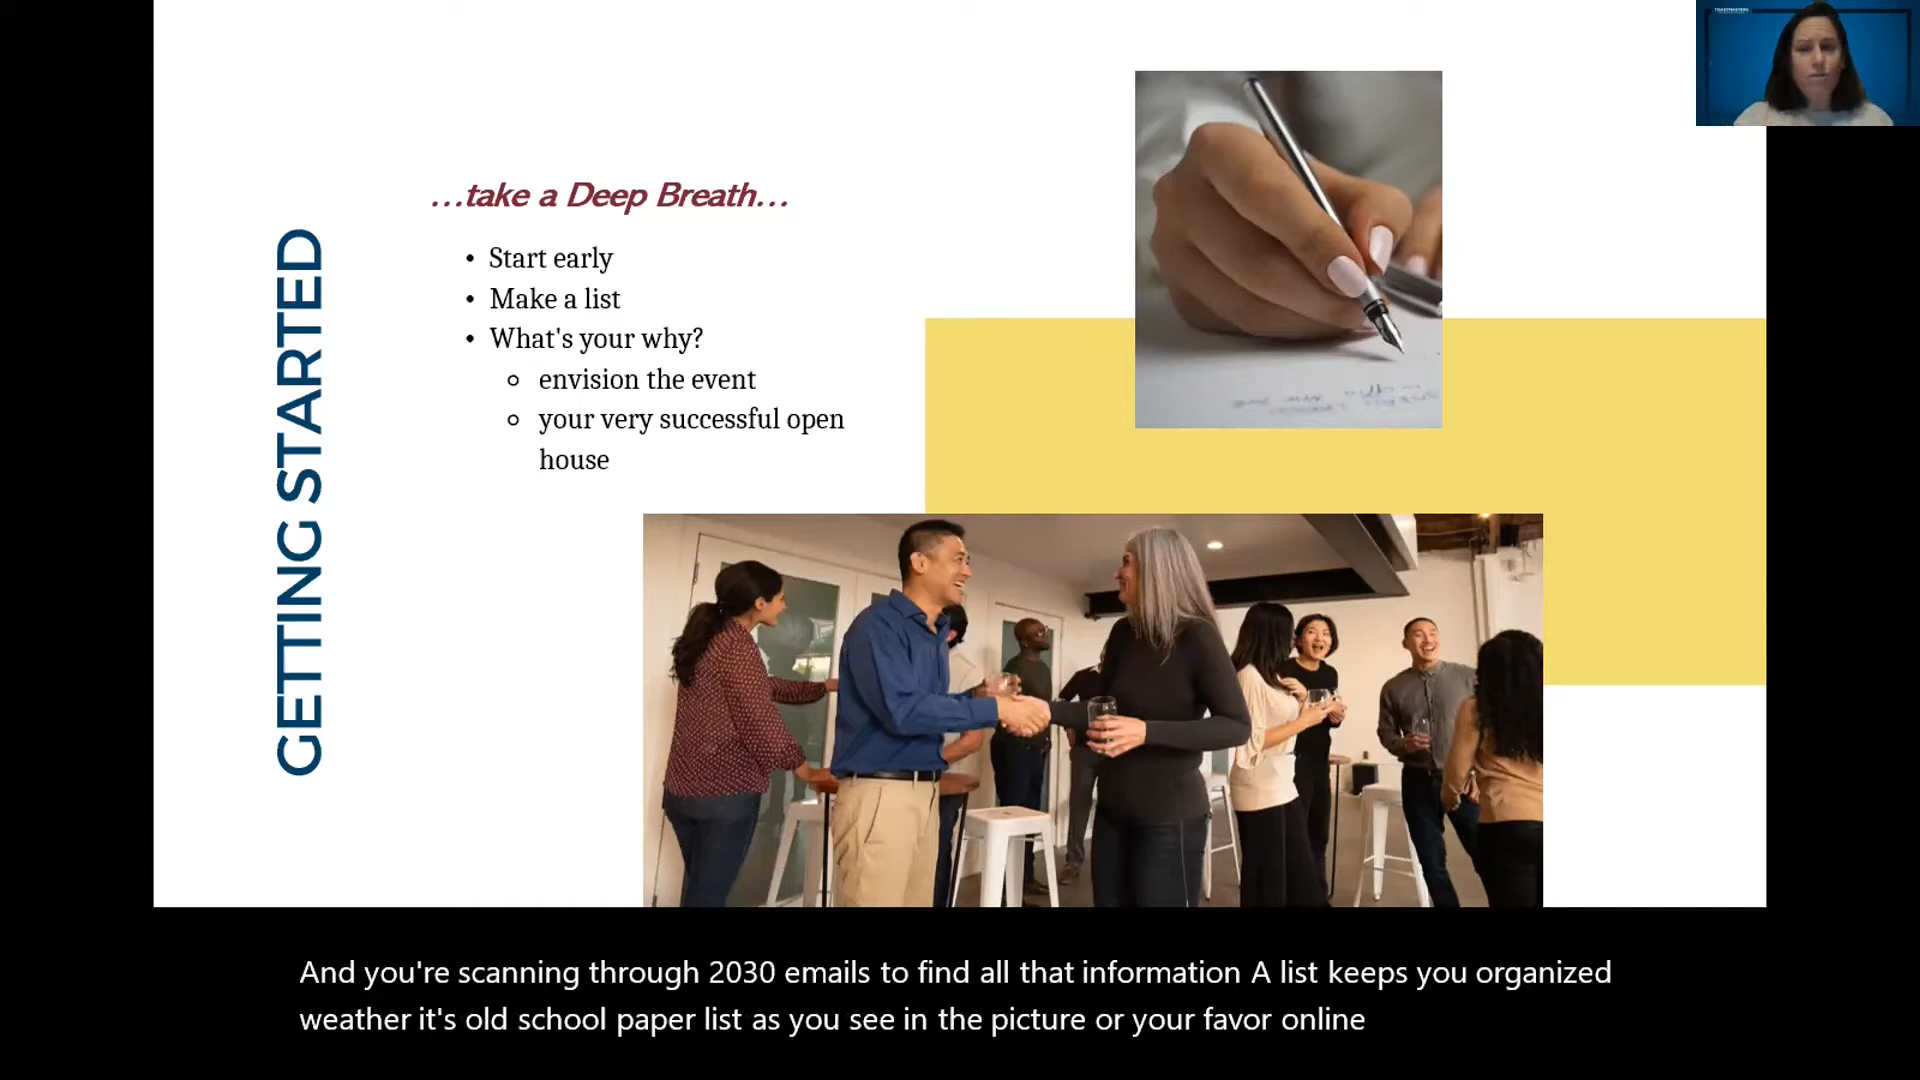 TOASTMASTERS
GETTING STARTED
...take a Deep Breath...
• Start early
• Make a list
• What's your why?
○ envision the event
○ your very successful open
house
And you're scanning through 2030 emails to find all that information A list keeps you organized
weather it's old school paper list as you see in the picture or your favor online